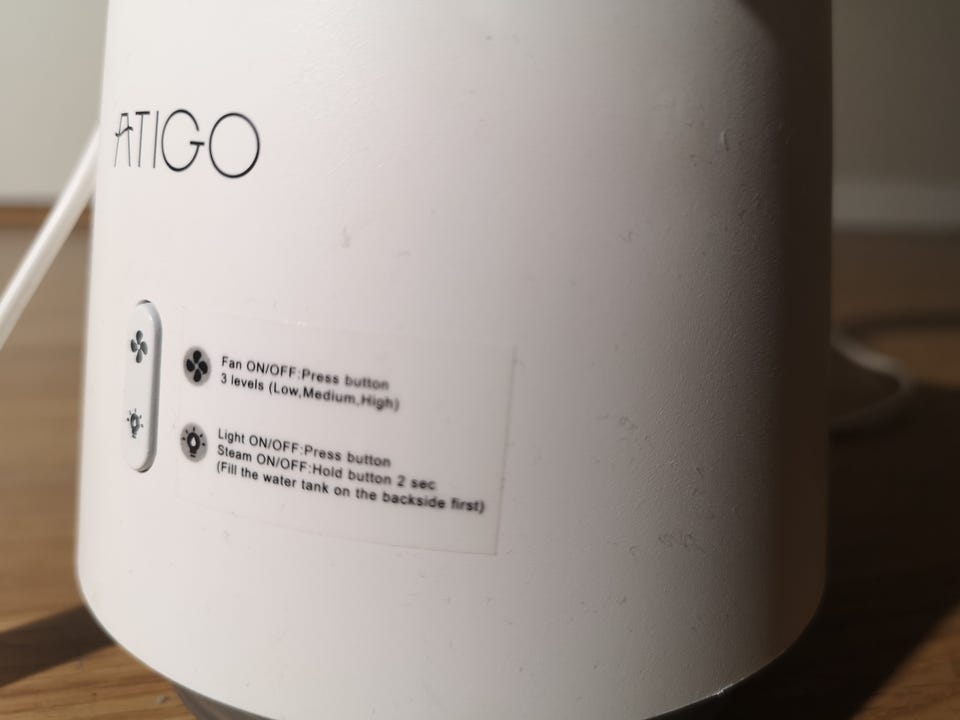 ATIGO
Fan ON/OFF:Press button
3 levels (Low,Medium,High)
Light ON/OFF:Press button
Steam ON/OFF:Hold button 2 sec
(Fill the water tank on the backside first)